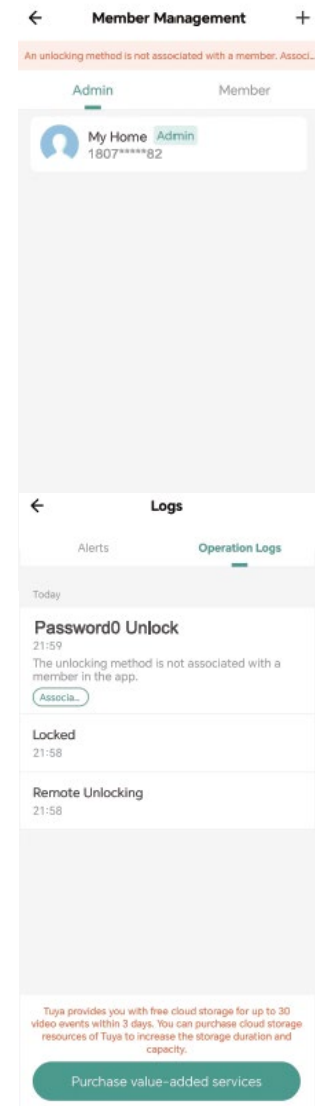 Member Management
An unlocking method is not associated with a member. Associ...
Admin Member
My Home Admin
1807*****82
Logs
Alerts Operation Logs
Today
Password0 Unlock
21:59
The unlocking method is not associated with a
member in the app.
Associa...
Locked
21:58
Remote Unlocking
21:58
Tuya provides you with free cloud storage for up to 30
video events within 3 days. You can purchase cloud storage
resources of Tuya to increase the storage duration and
capacity.
Purchase value-added services